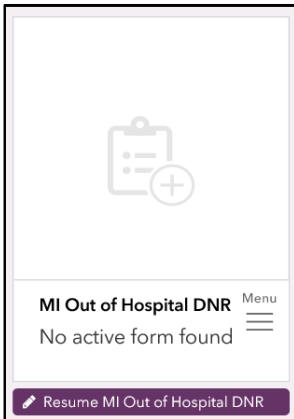 MI Out of Hospital DNR
Menu
No active form found
Resume MI Out of Hospital DNR